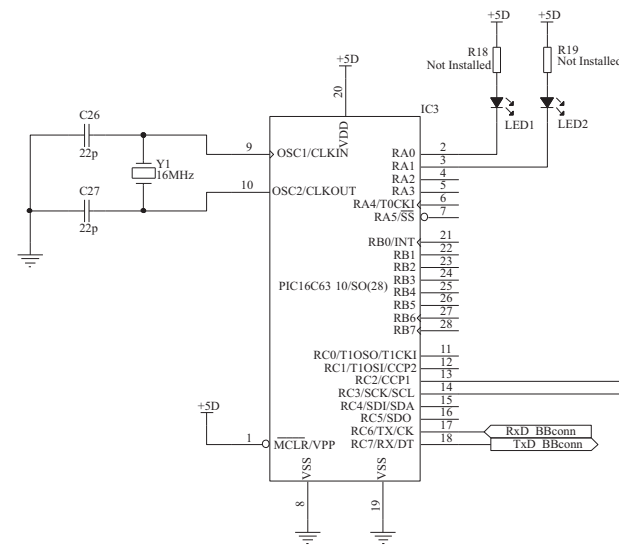 +5D
+5D
R18
Not Installed
R19
Not Installed
+5D
20
IC3
LED1
LED2
C26
22p
VDD
Y1
16MHz
9
OSC1/CLKIN
RA0
2
RA1
3
10
OSC2/CLKOUT
RA2
4
RA3
5
C27
22p
RA4/T0CKI
6
RA5/SS
7
RB0/INT
21
RB1
22
RB2
23
RB3
24
PIC16C63 10/SO(28)
RB4
25
RB5
26
RB6
27
RB7
28
RC0/T1OSO/T1CKI
11
RC1/T1OSI/CCP2
12
RC2/CCP1
13
RC3/SCK/SCL
14
RC4/SDI/SDA
15
RC5/SDO
16
+5D
RC6/TX/CK
17
RxD BBconn
1
MCLR/VPP
RC7/RX/DT
18
TxD BBconn
VSS
VSS
8
19